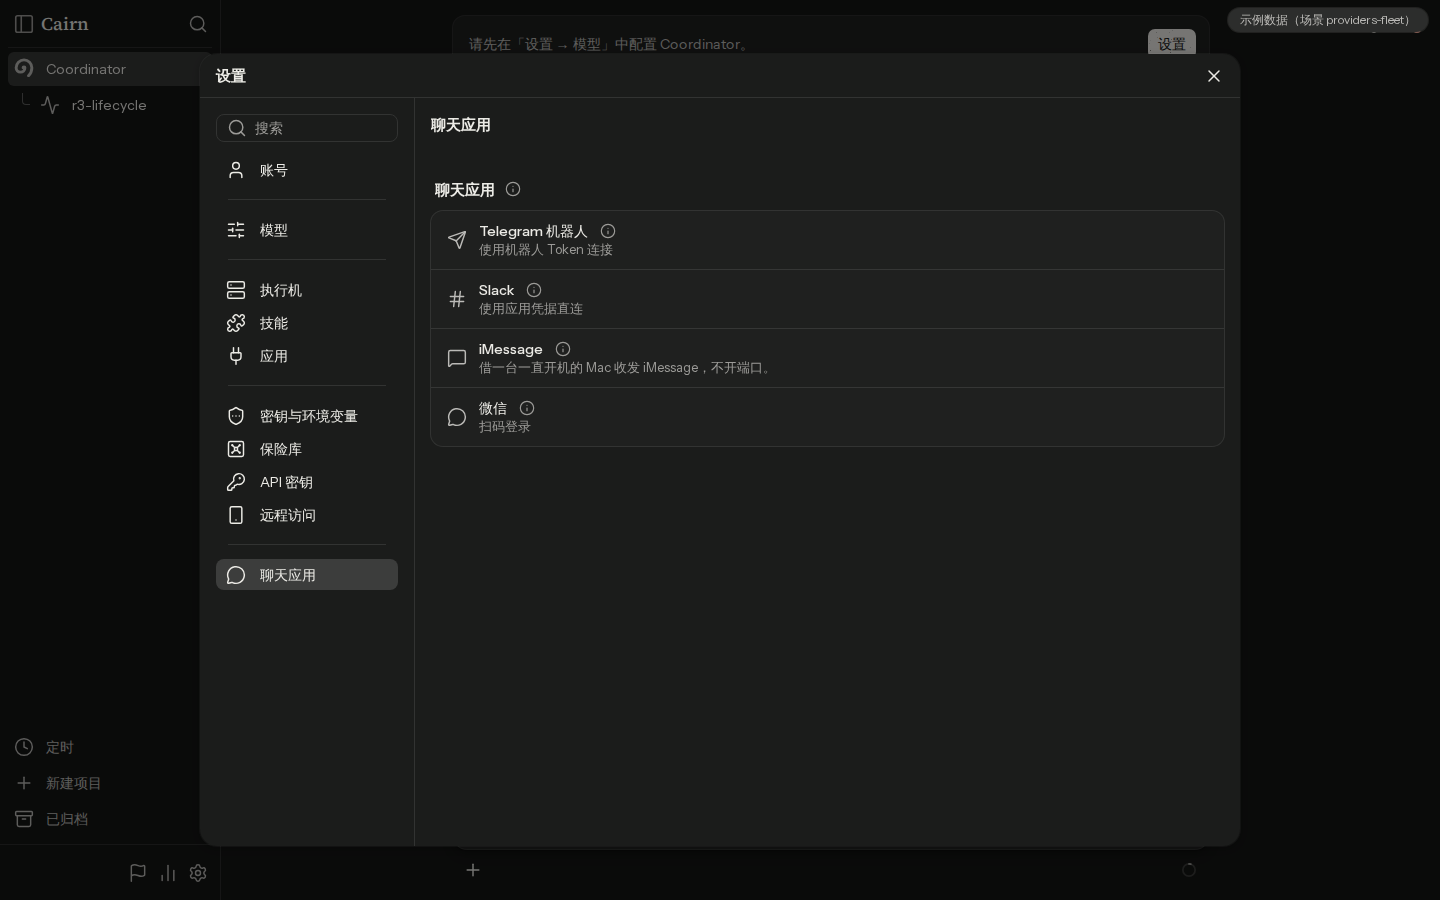 Cairn
示例数据（场景 providers-fleet）
Coordinator
r3-lifecycle
请先在「设置 → 模型」中配置 Coordinator。
设置
设置
搜索
账号
模型
执行机
技能
应用
密钥与环境变量
保险库
API 密钥
远程访问
聊天应用
聊天应用
聊天应用
Telegram 机器人
使用机器人 Token 连接
Slack
使用应用凭据直连
iMessage
借一台一直开机的 Mac 收发 iMessage，不开端口。
微信
扫码登录
定时
新建项目
已归档